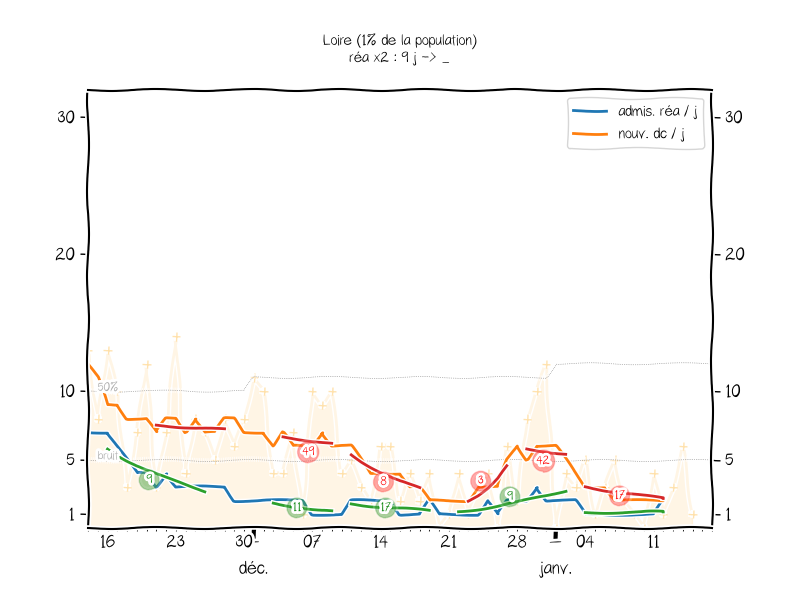 Loire (1% de la population)
réa x2 : 9 j -> _
admis. réa / j
nouv. dc / j
30 30
20 20
10 10
5 5
1 1
50%
bruit
9
49
11
8
17
3
9
42
17
16 23 30 07 14 21 28 04 11
déc. janv.